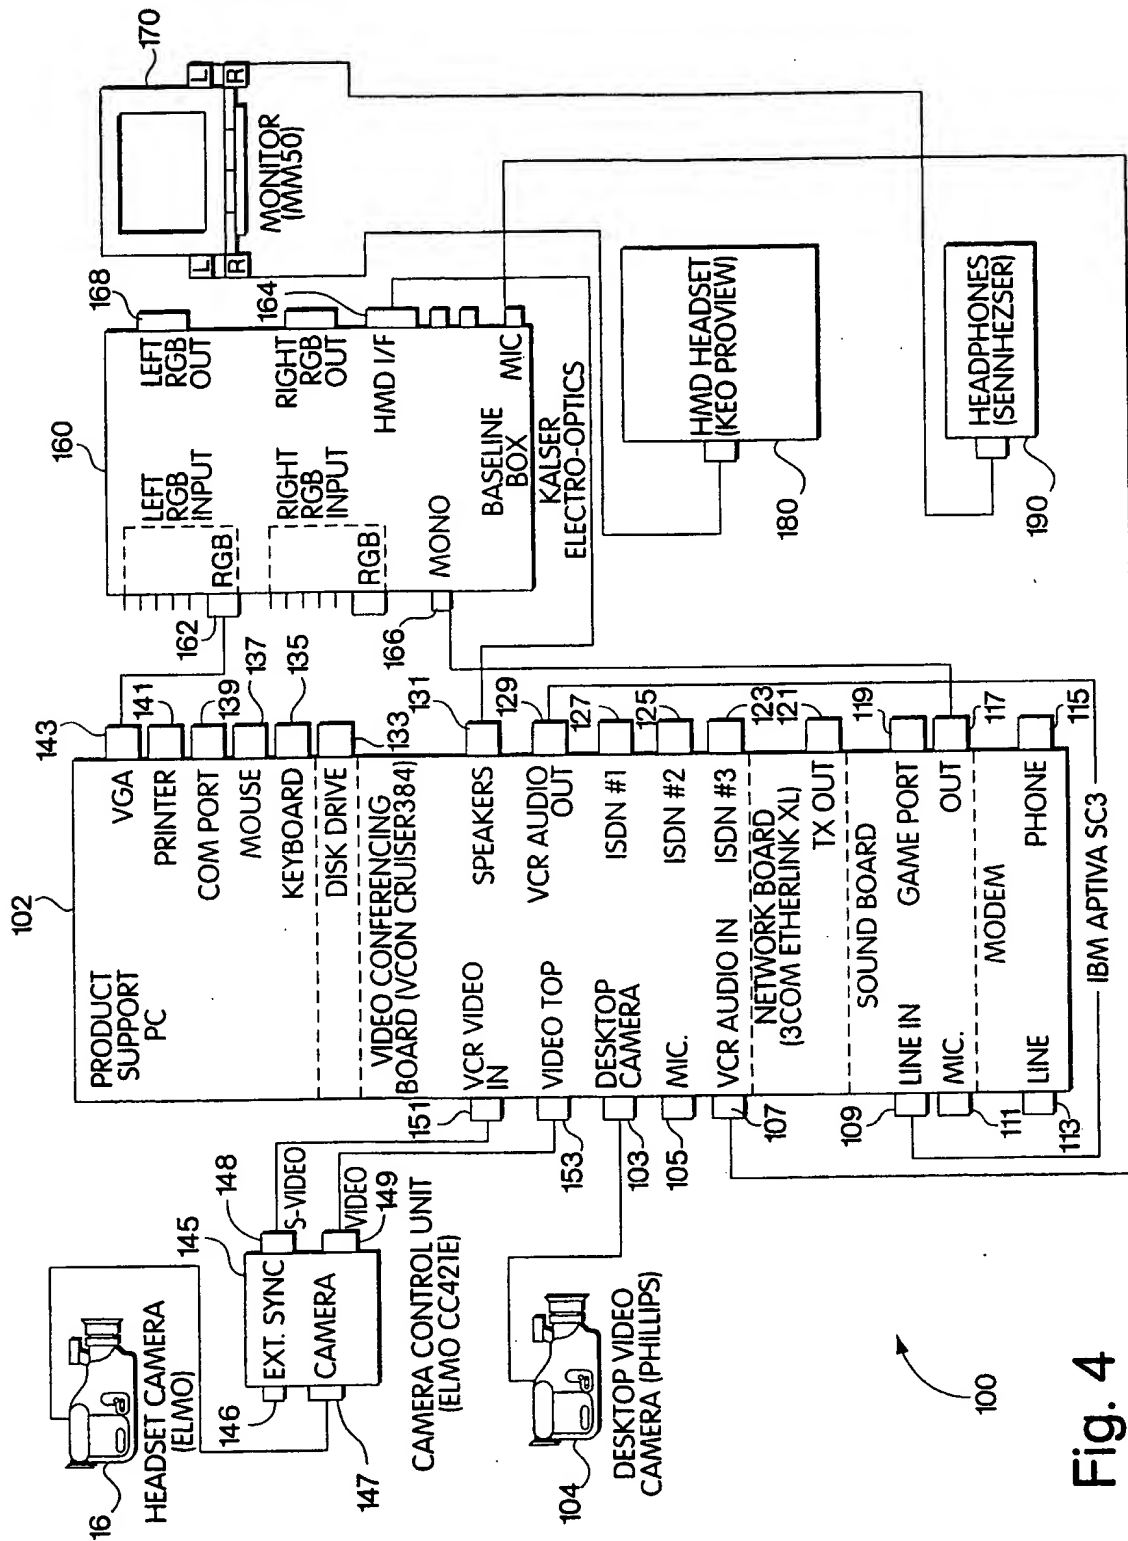 102
PRODUCT
SUPPORT
PC
143
VGA
PRINTER
141
COM PORT
139
MOUSE
137
KEYBOARD
135
DISK DRIVE
133
VIDEO CONFERENCING
BOARD (VCON CRUISER384)
VCR VIDEO
IN
151
SPEAKERS
131
VIDEO TOP
153
VCR AUDIO
OUT
129
DESKTOP
CAMERA
103
ISDN #1
127
MIC.
105
ISDN #2
125
VCR AUDIO IN
107
ISDN #3
123
NETWORK BOARD
(3COM ETHERLINK XL)
TX OUT
121
SOUND BOARD
LINE IN
109
GAME PORT
119
MIC.
111
OUT
117
MODEM
LINE
113
PHONE
115
IBM APTIVA SC3
16
HEADSET CAMERA
(ELMO)
145
EXT. SYNC
146
148
S-VIDEO
CAMERA
147
149
VIDEO
CAMERA CONTROL UNIT
(ELMO CC421E)
104
DESKTOP VIDEO
CAMERA (PHILLIPS)
160
LEFT
RGB
INPUT
RGB
162
LEFT
RGB
OUT
168
RIGHT
RGB
INPUT
RGB
RIGHT
RGB
OUT
164
HMD I/F
MONO
166
MIC
BASELINE
BOX
KALSER
ELECTRO-OPTICS
170
L
R
L
R
MONITOR
(MM50)
HMD HEADSET
(KEO PROVIEW)
180
HEADPHONES
(SENNHEZSER)
190
100
Fig. 4